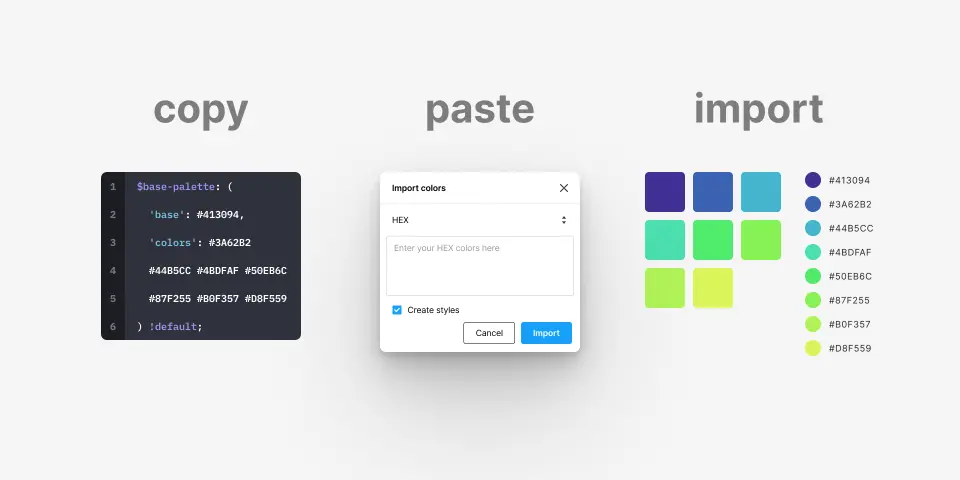 copy
1 $base-palette: (
2 'base': #413094,
3 'colors': #3A62B2
4 #44B5CC #4BDFAF #50EB6C
5 #87F255 #B0F357 #D8F559
6 ) !default;
paste
Import colors
HEX
Enter your HEX colors here
Create styles
Cancel
Import
import
#413094
#3A62B2
#44B5CC
#4BDFAF
#50EB6C
#87F255
#B0F357
#D8F559